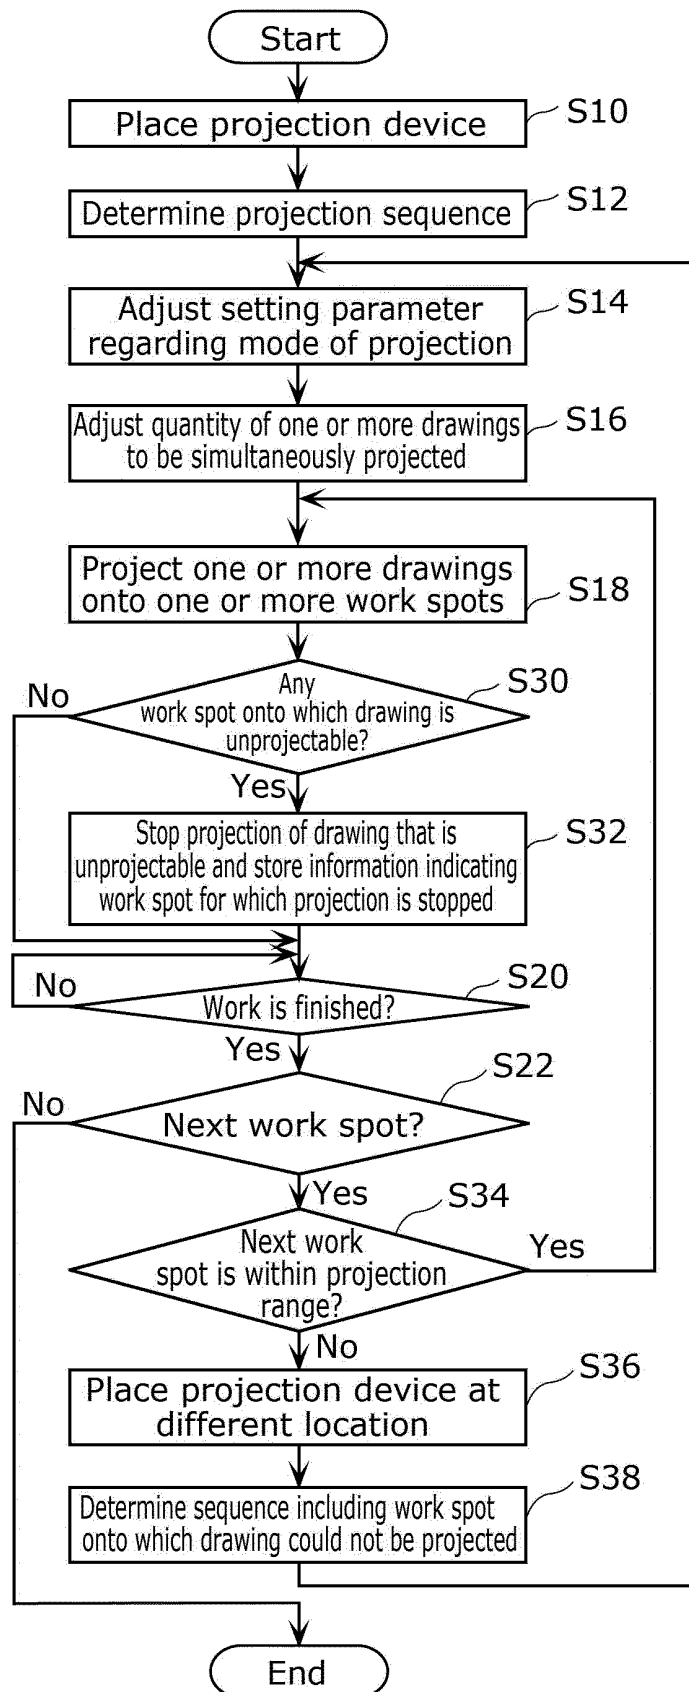 Start
Place projection device
S10
Determine projection sequence
S12
Adjust setting parameter
regarding mode of projection
S14
Adjust quantity of one or more drawings
to be simultaneously projected
S16
Project one or more drawings
onto one or more work spots
S18
Any
work spot onto which drawing is
unprojectable?
S30
No
Yes
Stop projection of drawing that is
unprojectable and store information indicating
work spot for which projection is stopped
S32
No
Work is finished?
S20
Yes
No
Next work spot?
S22
Yes
Next work
spot is within projection
range?
S34
Yes
No
Place projection device at
different location
S36
Determine sequence including work spot
onto which drawing could not be projected
S38
End